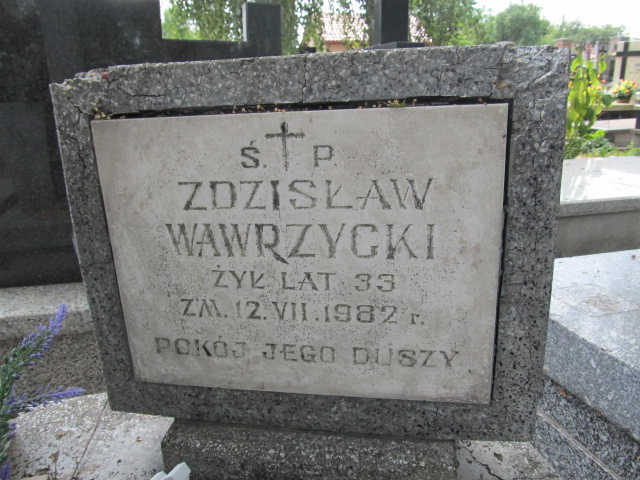 Ś. P.
ZDZISŁAW
WAWRZYCKI
ŻYŁ LAT 33
ZM. 12.VII.1982 r.
POKÓJ JEGO DUSZY